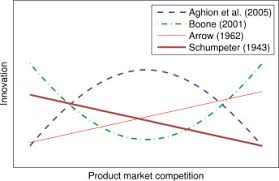 Aghion et al. (2005)
Boone (2001)
Arrow (1962)
Schumpeter (1943)
Innovation
Product market competition